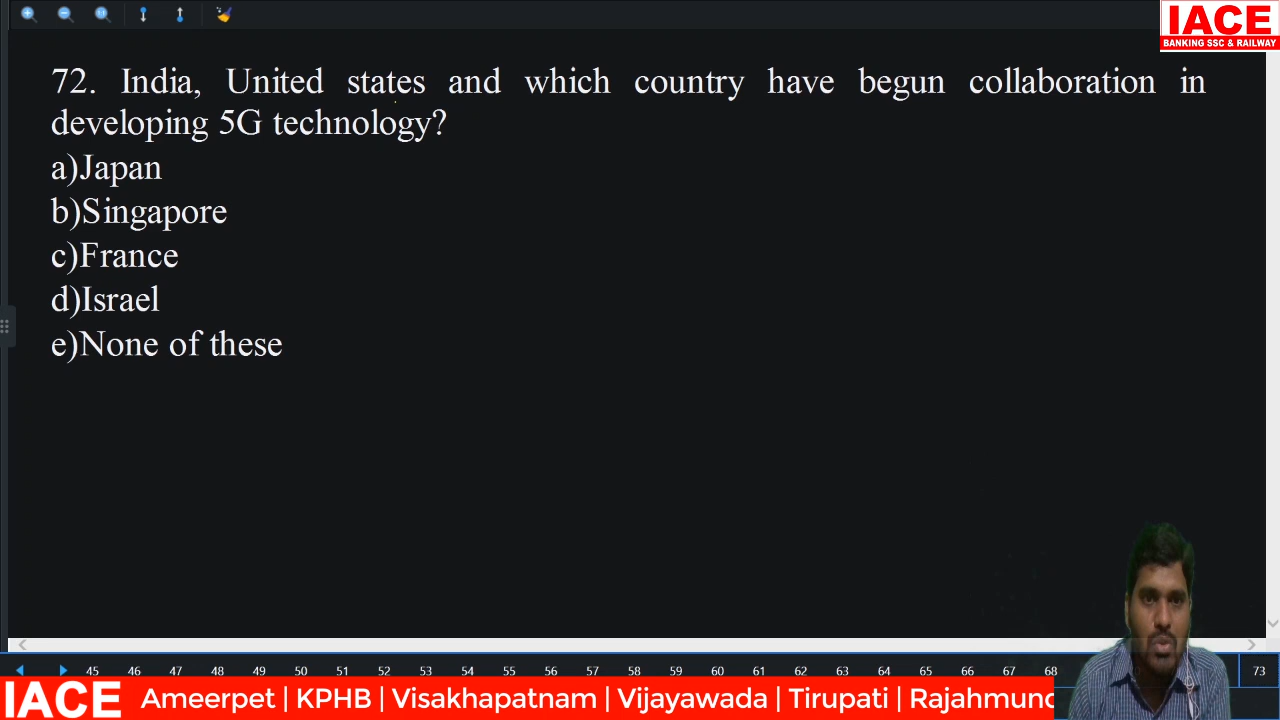 IACE
BANKING SSC & RAILWAY
72. India, United states and which country have begun collaboration in
developing 5G technology?
a)Japan
b)Singapore
c)France
d)Israel
e)None of these
45 46 47 48 49 50 51 52 53 54 55 56 57 58 59 60 61 62 63 64 65 66 67 68 73
IACE Ameerpet | KPHB | Visakhapatnam | Vijayawada | Tirupati | Rajahmund